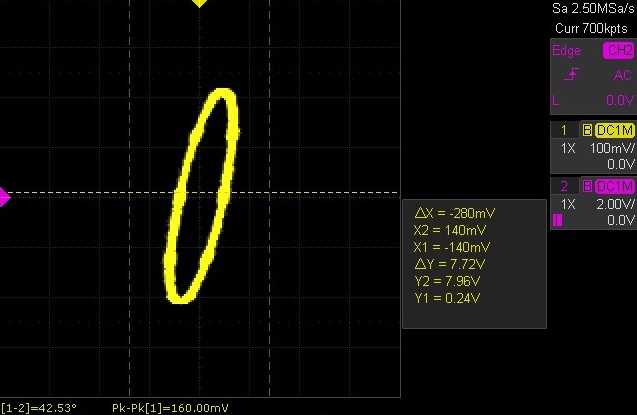 Sa 2.50MSa/s
Curr 700kpts
Edge CH2
AC
L 0.0V
1 B DC1M
1X 100mV/
0.0V
2 B DC1M
1X 2.00V/
0.0V
△X = -280mV
X2 = 140mV
X1 = -140mV
△Y = 7.72V
Y2 = 7.96V
Y1 = 0.24V
[1-2]=42.53° Pk-Pk[1]=160.00mV